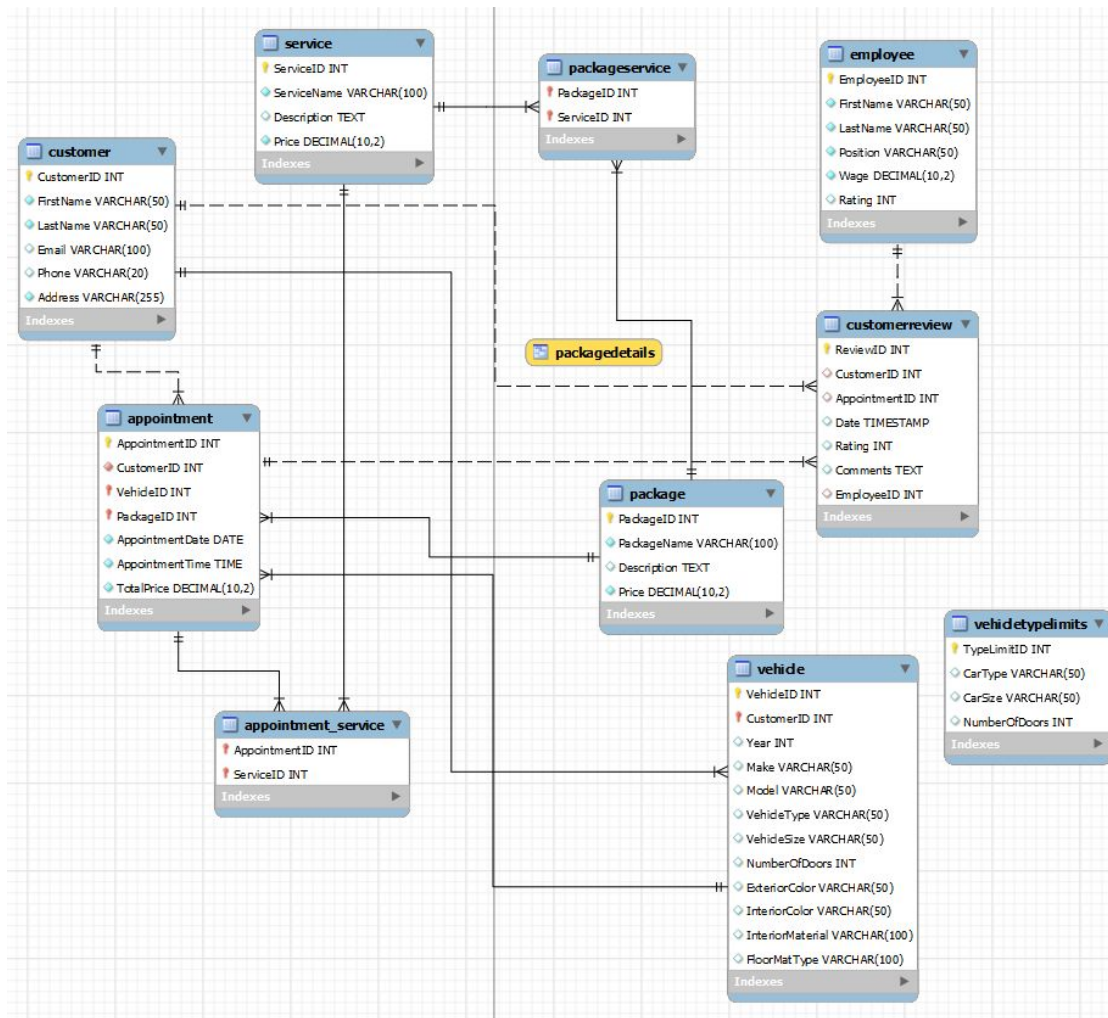 service
ServiceID INT
ServiceName VARCHAR(100)
Description TEXT
Price DECIMAL(10,2)
Indexes
packageservice
PackageID INT
ServiceID INT
Indexes
employee
EmployeeID INT
FirstName VARCHAR(50)
LastName VARCHAR(50)
Position VARCHAR(50)
Wage DECIMAL(10,2)
Rating INT
Indexes
customer
CustomerID INT
FirstName VARCHAR(50)
LastName VARCHAR(50)
Email VARCHAR(100)
Phone VARCHAR(20)
Address VARCHAR(255)
Indexes
customerreview
ReviewID INT
CustomerID INT
AppointmentID INT
Date TIMESTAMP
Rating INT
Comments TEXT
EmployeeID INT
Indexes
packagedetails
appointment
AppointmentID INT
CustomerID INT
VehicleID INT
PackageID INT
AppointmentDate DATE
AppointmentTime TIME
TotalPrice DECIMAL(10,2)
Indexes
package
PackageID INT
PackageName VARCHAR(100)
Description TEXT
Price DECIMAL(10,2)
Indexes
vehicletypelimits
TypeLimitID INT
CarType VARCHAR(50)
CarSize VARCHAR(50)
NumberOfDoors INT
Indexes
vehicle
VehicleID INT
CustomerID INT
Year INT
Make VARCHAR(50)
Model VARCHAR(50)
VehicleType VARCHAR(50)
VehicleSize VARCHAR(50)
NumberOfDoors INT
ExteriorColor VARCHAR(50)
InteriorColor VARCHAR(50)
InteriorMaterial VARCHAR(100)
FloorMatType VARCHAR(100)
Indexes
appointment_service
AppointmentID INT
ServiceID INT
Indexes